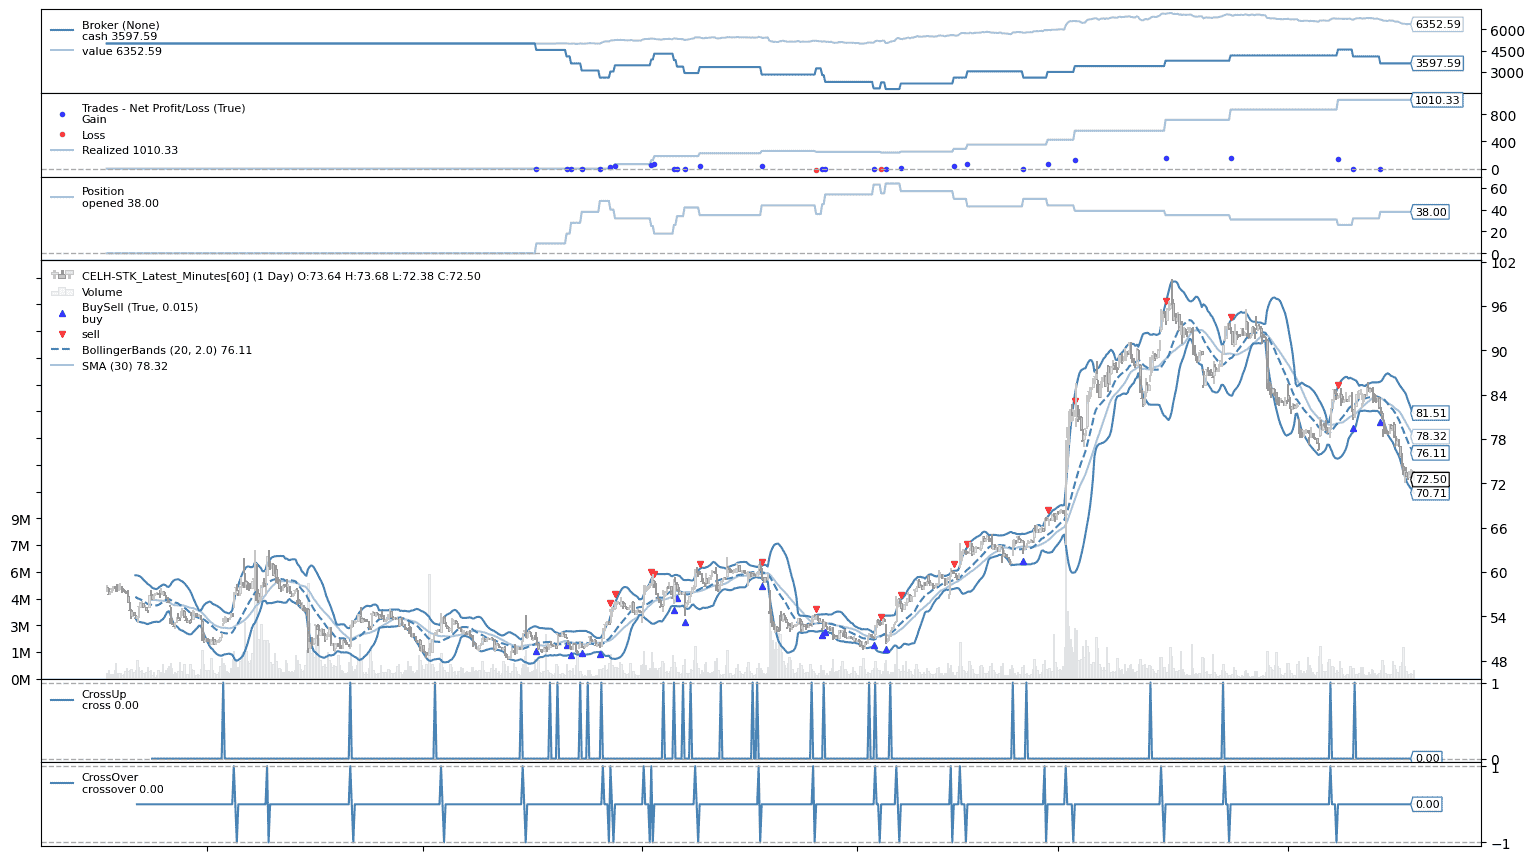 Broker (None)
cash 3597.59
value 6352.59
6352.59
3597.59
6000
4500
3000
Trades - Net Profit/Loss (True)
Gain
Loss
Realized 1010.33
1010.33
800
400
0
Position
opened 38.00
38.00
60
40
20
0
CELH-STK_Latest_Minutes[60] (1 Day) O:73.64 H:73.68 L:72.38 C:72.50
Volume
BuySell (True, 0.015)
buy
sell
BollingerBands (20, 2.0) 76.11
SMA (30) 78.32
102
96
90
84
78
72
66
60
54
48
81.51
78.32
76.11
72.50
70.71
9M
7M
6M
4M
3M
1M
0M
CrossUp
cross 0.00
1
0.00
0
CrossOver
crossover 0.00
1
0.00
−1